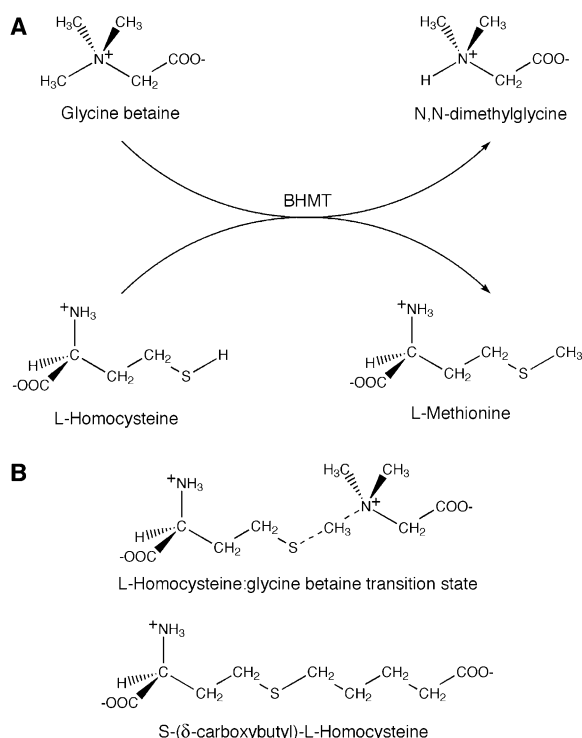 A
H₃C CH₃
N⁺ COO-
H₃C CH₂
Glycine betaine
H₃C CH₃
N⁺ COO-
H CH₂
N,N-dimethylglycine
BHMT
⁺NH₃
H C CH₂ H
-OOC CH₂ S
L-Homocysteine
⁺NH₃
H C CH₂ CH₃
-OOC CH₂ S
L-Methionine
B
H₃C CH₃
⁺NH₃ N⁺ COO-
H C CH₂ CH₃ CH₂
-OOC CH₂ S
L-Homocysteine:glycine betaine transition state
⁺NH₃
H C CH₂ CH₂ CH₂ COO-
-OOC CH₂ S CH₂ CH₂
S-(δ-carboxybutyl)-L-Homocysteine